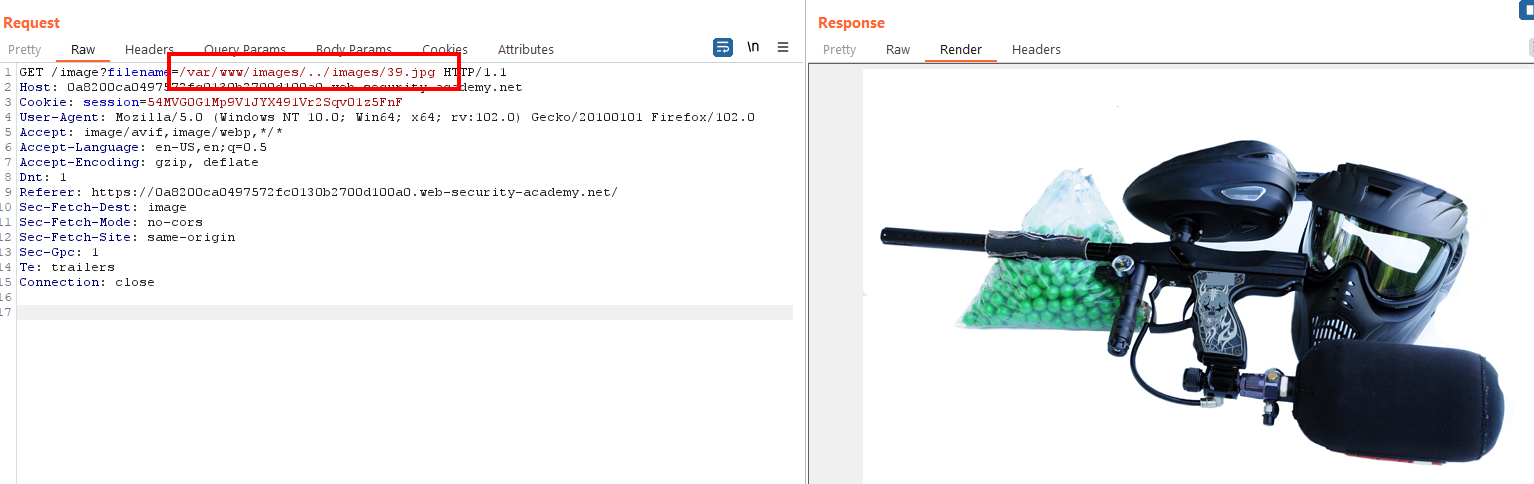 Request
Pretty Raw Headers Query Params Body Params Cookies Attributes \n
1 GET /image?filename=/var/www/images/../images/39.jpg HTTP/1.1
2 Host: 0a8200ca0497572fc0130b2700d100a0.web-security-academy.net
3 Cookie: session=54MVG0G1Mp9V1JYX491Vr2Sqv01z5FnF
4 User-Agent: Mozilla/5.0 (Windows NT 10.0; Win64; x64; rv:102.0) Gecko/20100101 Firefox/102.0
5 Accept: image/avif,image/webp,*/*
6 Accept-Language: en-US,en;q=0.5
7 Accept-Encoding: gzip, deflate
8 Dnt: 1
9 Referer: https://0a8200ca0497572fc0130b2700d100a0.web-security-academy.net/
10 Sec-Fetch-Dest: image
11 Sec-Fetch-Mode: no-cors
12 Sec-Fetch-Site: same-origin
13 Sec-Gpc: 1
14 Te: trailers
15 Connection: close
16
17
Response
Pretty Raw Render Headers